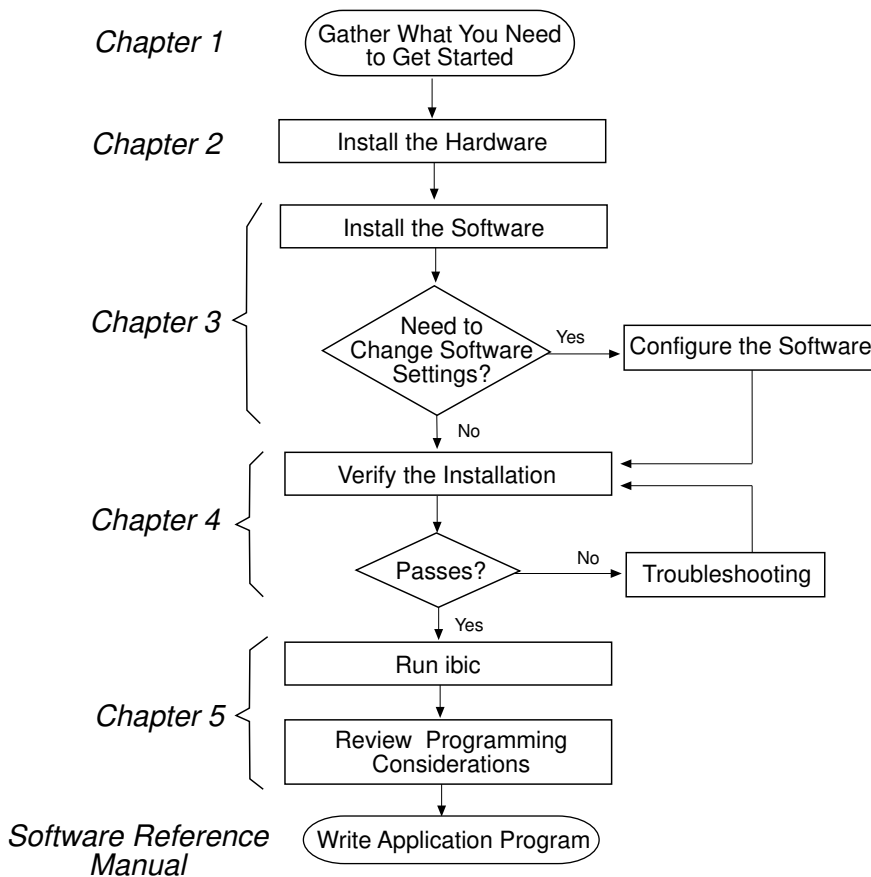 Chapter 1
Gather What You Need
to Get Started
Chapter 2
Install the Hardware
Install the Software
Chapter 3
Need to
Change Software
Settings?
Yes
Configure the Software
No
Verify the Installation
Chapter 4
Passes?
No
Troubleshooting
Yes
Run ibic
Chapter 5
Review Programming
Considerations
Software Reference
Manual
Write Application Program